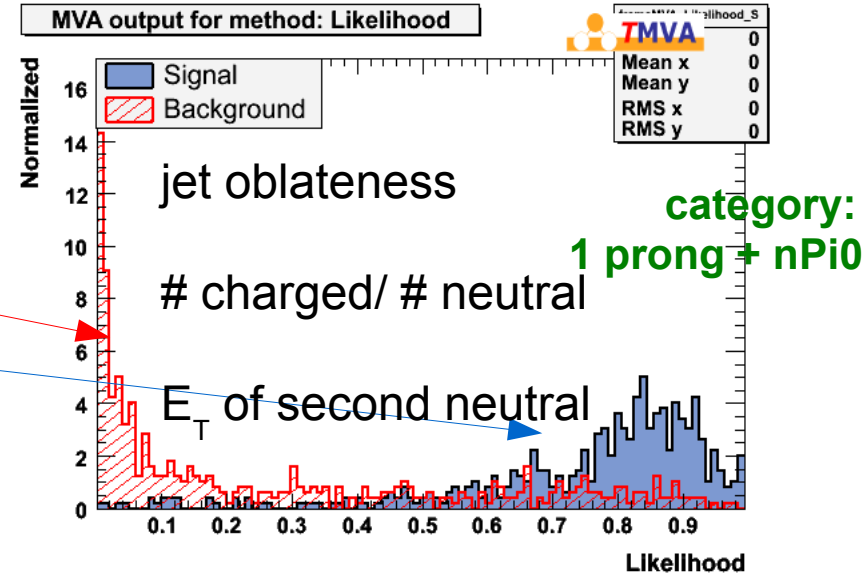 MVA output for method: Likelihood
TMVA
0
Mean x 0
Mean y 0
RMS x 0
RMS y 0
Normalized
Signal
Background
16
14
12
10
8
6
4
2
0
jet oblateness
# charged/ # neutral
E_T of second neutral
category:
1 prong + nPi0
0.1 0.2 0.3 0.4 0.5 0.6 0.7 0.8 0.9
Likelihood